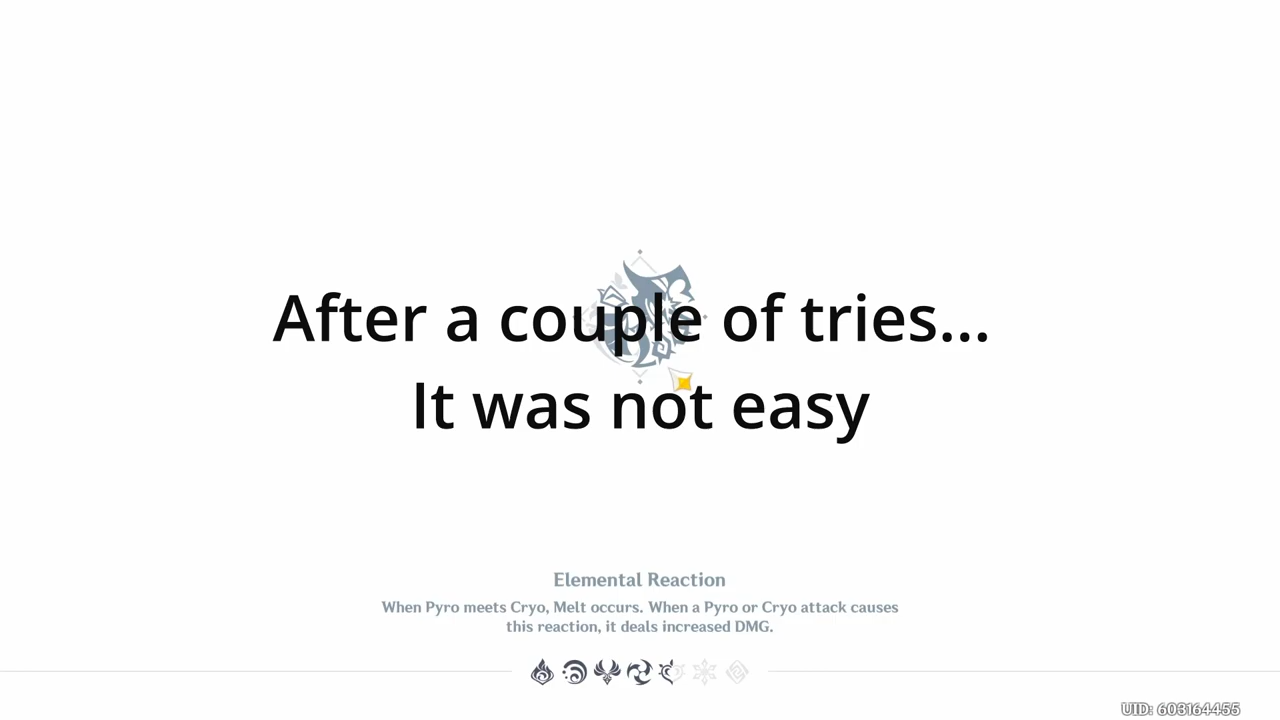 After a couple of tries...
It was not easy
Elemental Reaction
When Pyro meets Cryo, Melt occurs. When a Pyro or Cryo attack causes
this reaction, it deals increased DMG.
UID: 603164455